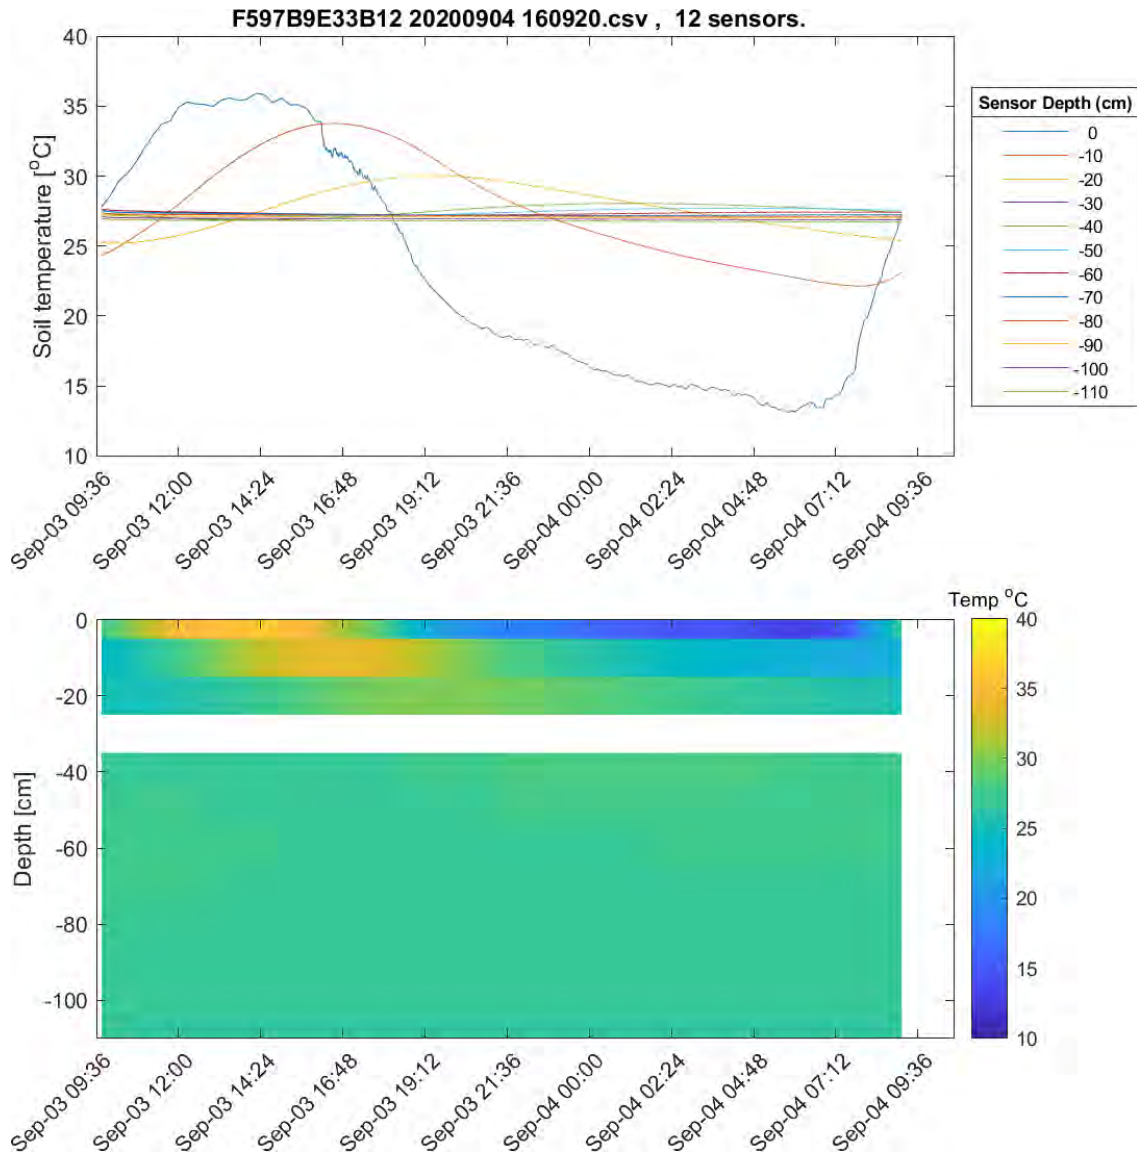 F597B9E33B12 20200904 160920.csv , 12 sensors.
40
35
30
25
20
15
10
Soil temperature [°C]
Sep-03 09:36
Sep-03 12:00
Sep-03 14:24
Sep-03 16:48
Sep-03 19:12
Sep-03 21:36
Sep-04 00:00
Sep-04 02:24
Sep-04 04:48
Sep-04 07:12
Sep-04 09:36
Sensor Depth (cm)
0
-10
-20
-30
-40
-50
-60
-70
-80
-90
-100
-110
0
-20
-40
-60
-80
-100
Depth [cm]
Sep-03 09:36
Sep-03 12:00
Sep-03 14:24
Sep-03 16:48
Sep-03 19:12
Sep-03 21:36
Sep-04 00:00
Sep-04 02:24
Sep-04 04:48
Sep-04 07:12
Sep-04 09:36
Temp °C
40
35
30
25
20
15
10